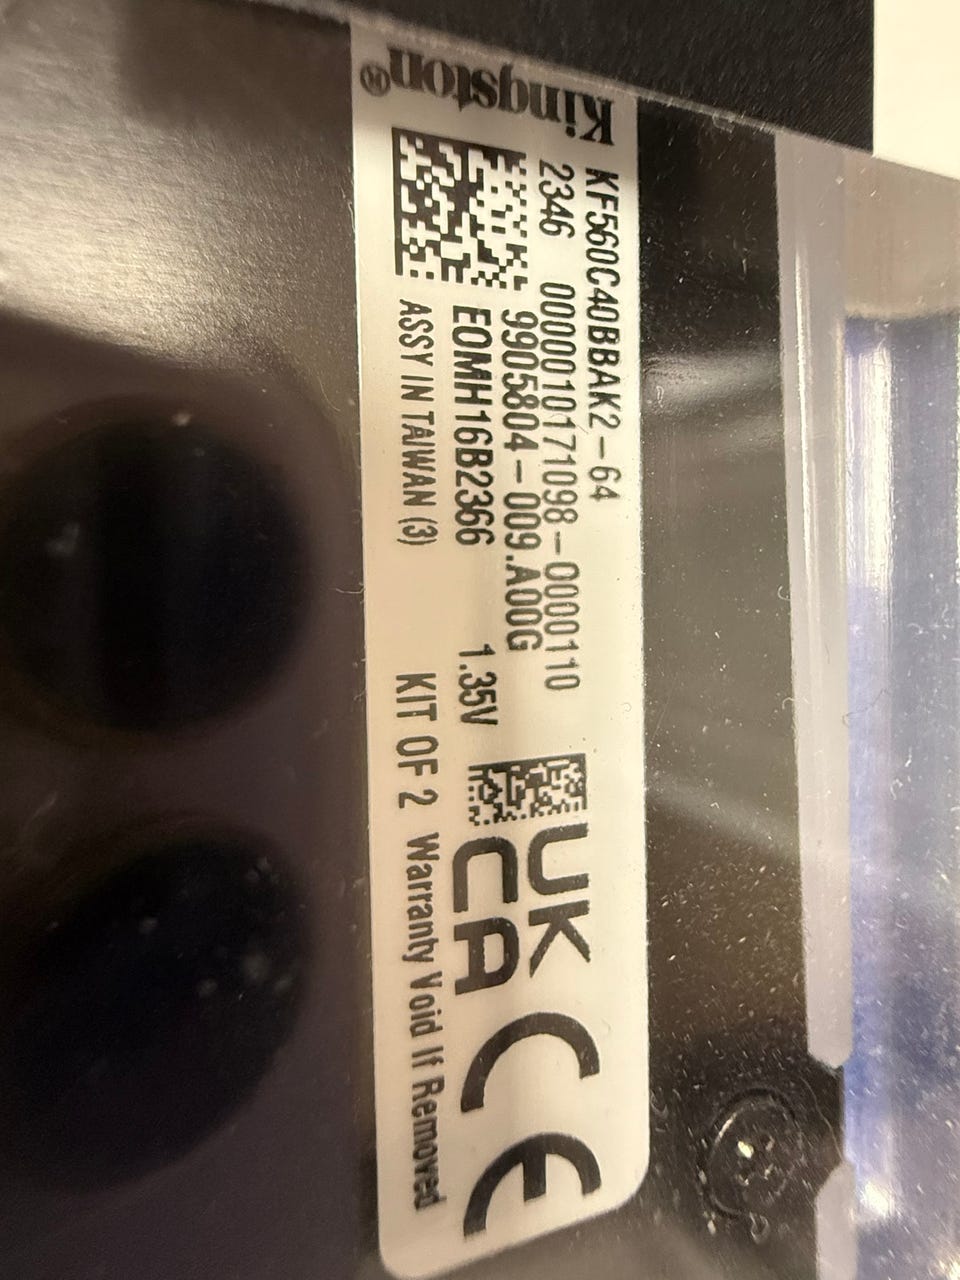 Kingston®
KF560C40BBAK2-64
2346 0000010171098-0000110
9905804-009.A00G
EOMH16B2366 1.35V
ASSY IN TAIWAN (3) KIT OF 2 Warranty Void If Removed
UK
CA
CE